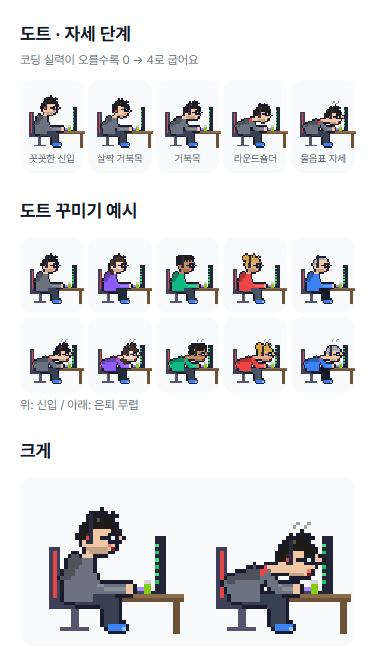 도트 · 자세 단계
코딩 실력이 오를수록 0 → 4로 굽어요
꼿꼿한 신입
살짝 거북목
거북목
라운드숄더
물음표 자세
도트 꾸미기 예시
위: 신입 / 아래: 은퇴 무렵
크게